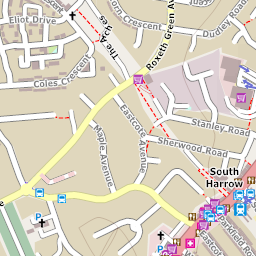 Eliot Drive
The Arches
Crescent
Dudley Road
Roxeth Green
Coles Crescent
Stanley Road
Eastcote Avenue
Maple Avenue
Sherwood Road
South
Harrow
P
P